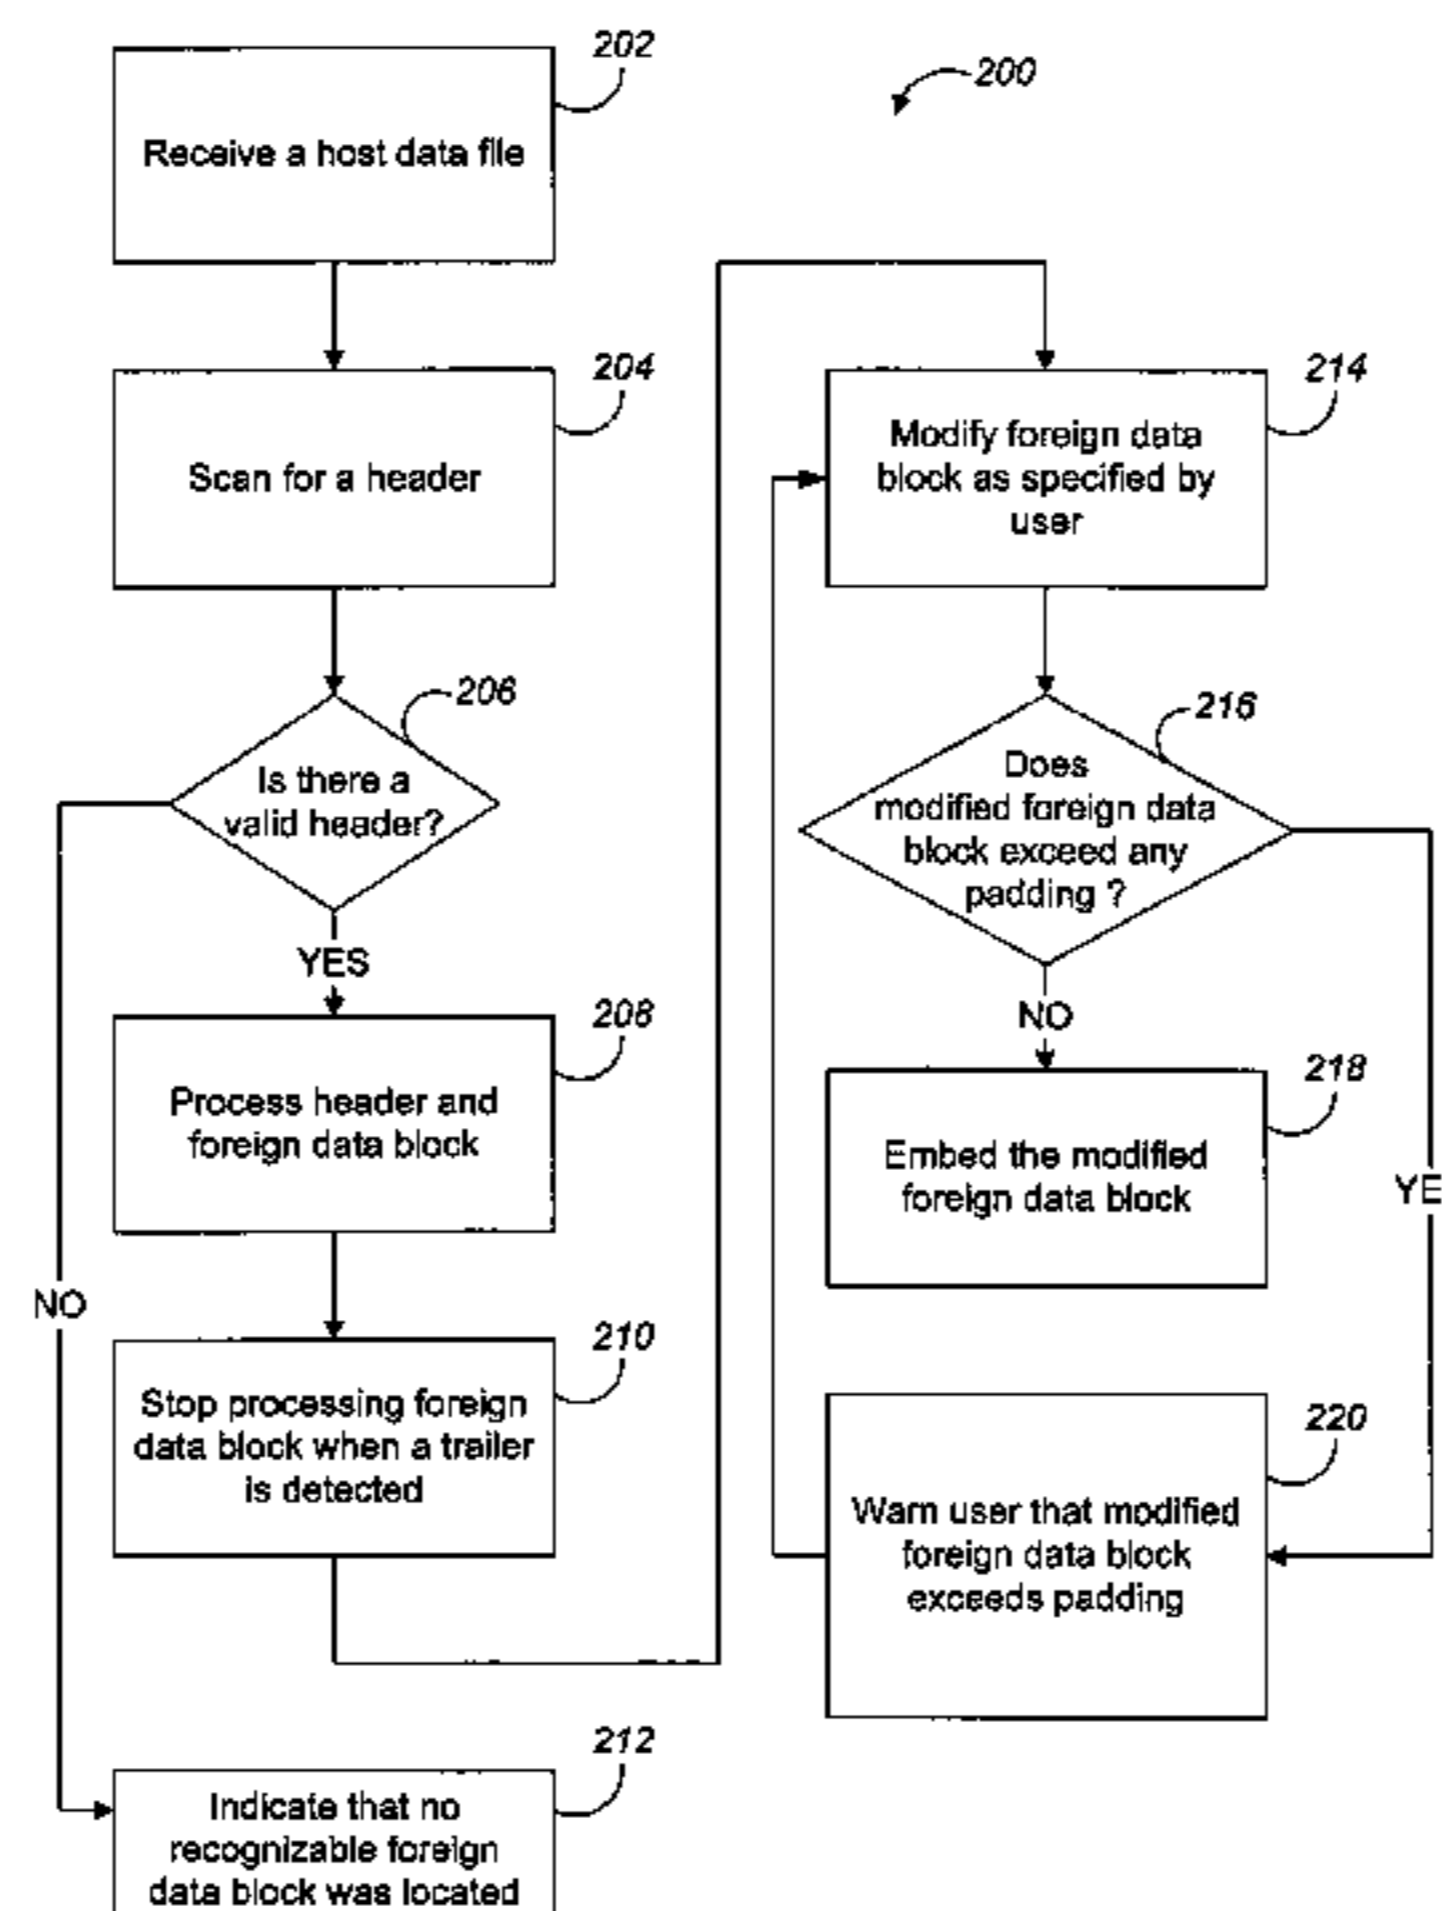 202
Receive a host data file
200
204
Scan for a header
206
Is there a
valid header?
YES
NO
208
Process header and
foreign data block
210
Stop processing foreign
data block when a trailer
is detected
212
Indicate that no
recognizable foreign
data block was located
214
Modify foreign data
block as specified by
user
216
Does
modified foreign data
block exceed any
padding ?
NO
YE
218
Embed the modified
foreign data block
220
Warn user that modified
foreign data block
exceeds padding